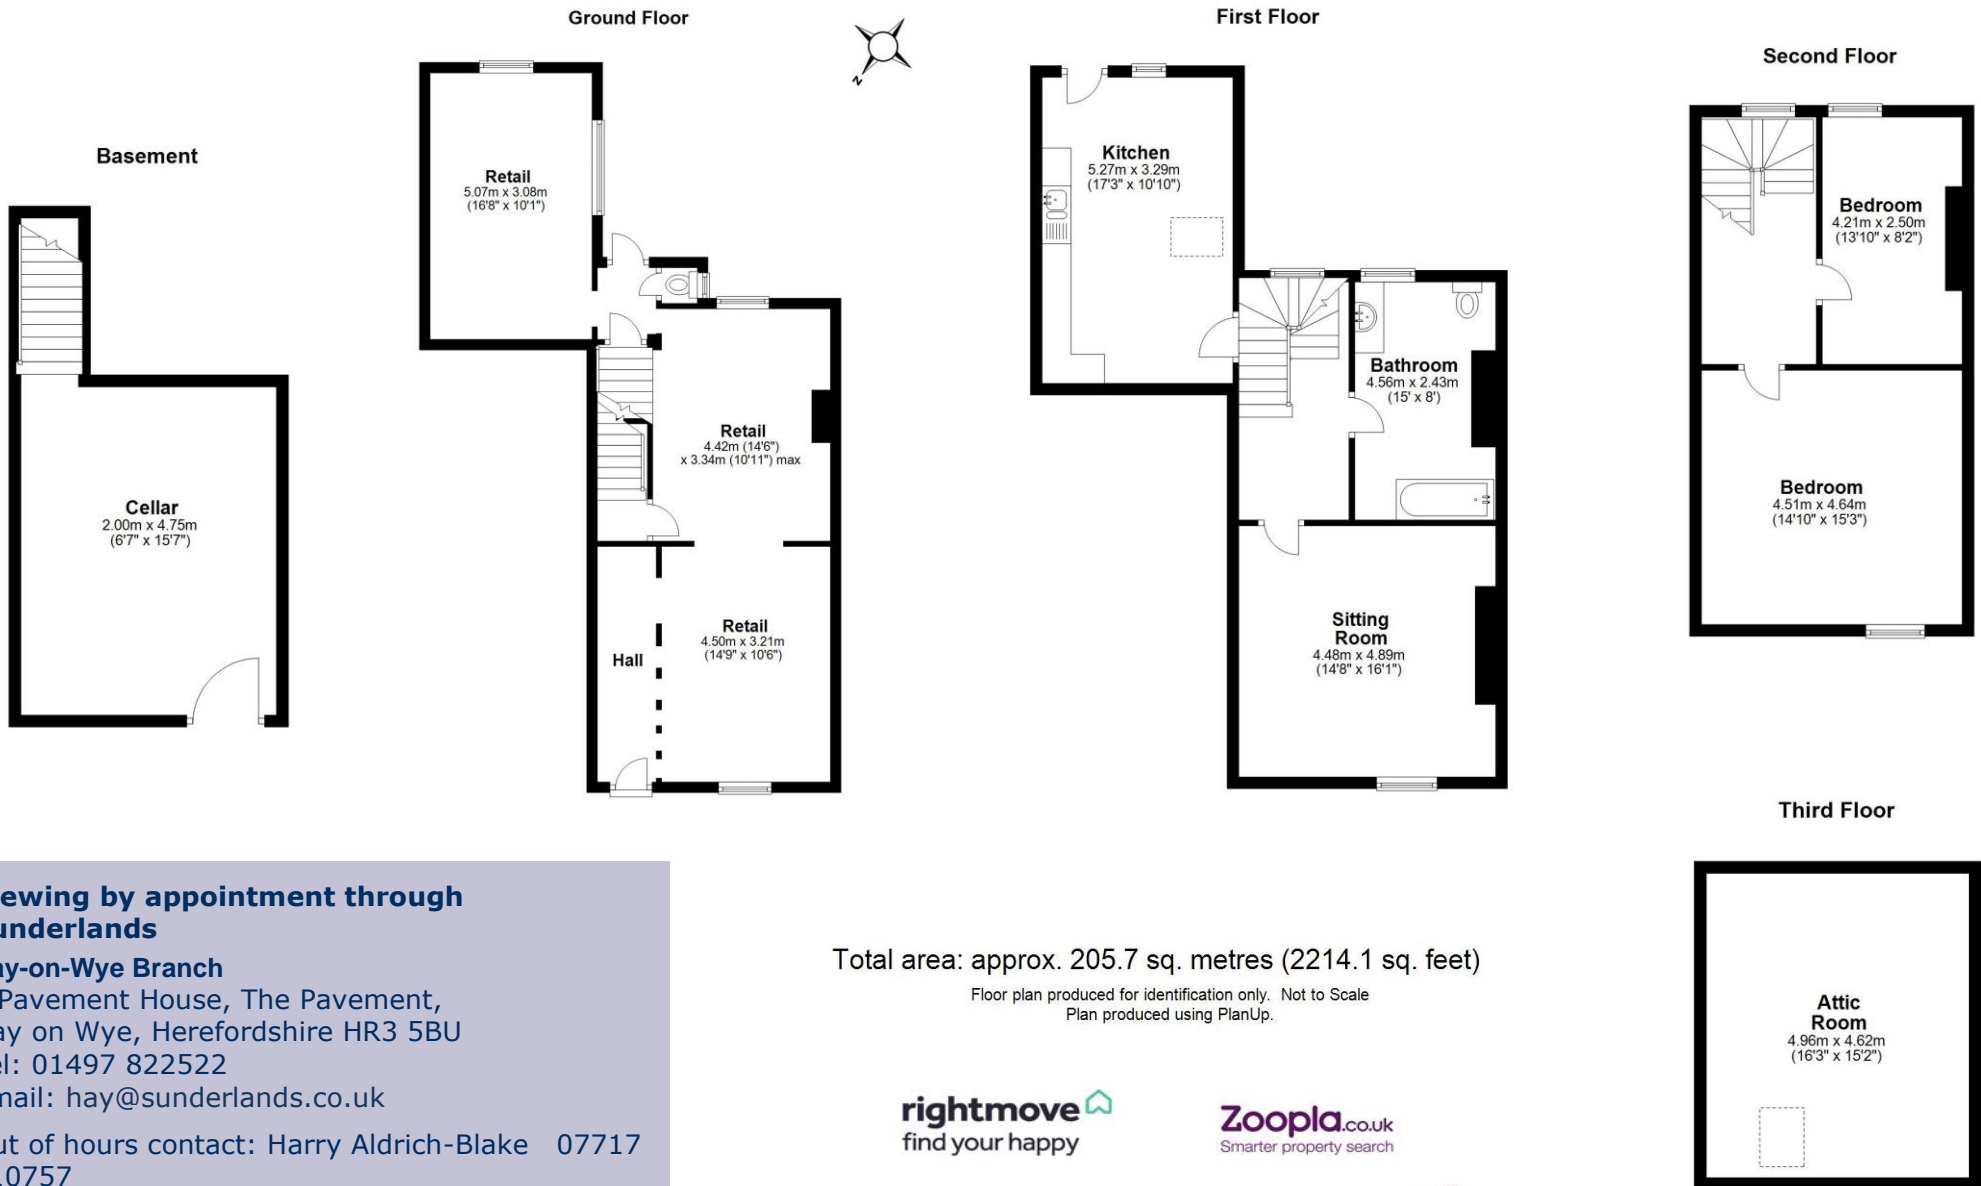 Ground Floor
First Floor
Second Floor
Basement
N
Retail
5.07m x 3.08m
(16'8" x 10'1")
Kitchen
5.27m x 3.29m
(17'3" x 10'10")
Bedroom
4.21m x 2.50m
(13'10" x 8'2")
Bathroom
4.56m x 2.43m
(15' x 8')
Retail
4.42m (14'6")
x 3.34m (10'11") max
Cellar
2.00m x 4.75m
(6'7" x 15'7")
Bedroom
4.51m x 4.64m
(14'10" x 15'3")
Hall
Retail
4.50m x 3.21m
(14'9" x 10'6")
Sitting
Room
4.48m x 4.89m
(14'8" x 16'1")
Third Floor
Attic
Room
4.96m x 4.62m
(16'3" x 15'2")
ewing by appointment through
underlands
ay-on-Wye Branch
Pavement House, The Pavement,
ay on Wye, Herefordshire HR3 5BU
el: 01497 822522
mail: hay@sunderlands.co.uk
ut of hours contact: Harry Aldrich-Blake 07717
0757
Total area: approx. 205.7 sq. metres (2214.1 sq. feet)
Floor plan produced for identification only. Not to Scale
Plan produced using PlanUp.
rightmove
find your happy
Zoopla.co.uk
Smarter property search